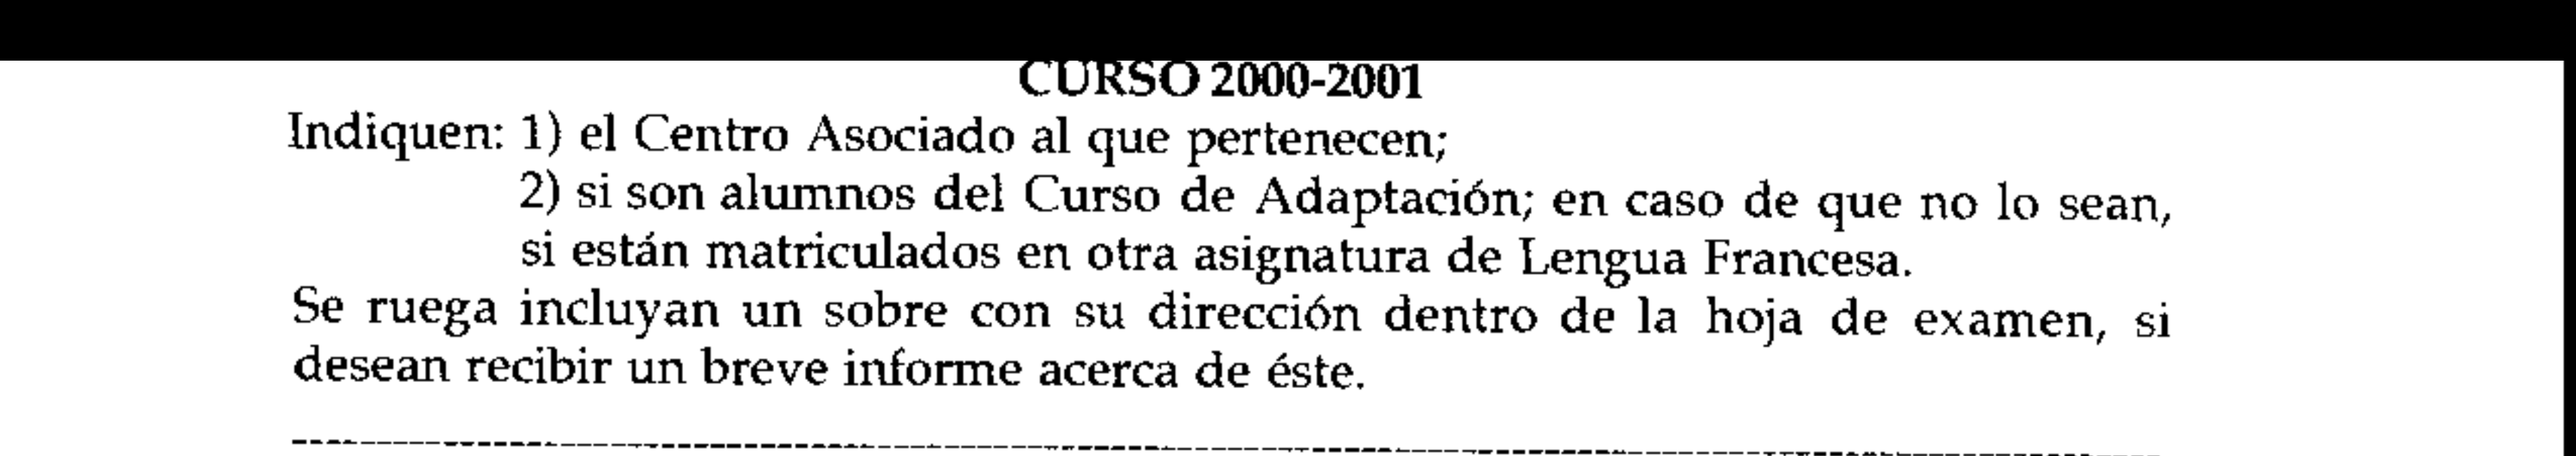 CURSO 2000-2001
Indiquen: 1) el Centro Asociado al que pertenecen;
2) si son alumnos del Curso de Adaptación; en caso de que no lo sean,
si están matriculados en otra asignatura de Lengua Francesa.
Se ruega incluyan un sobre con su dirección dentro de la hoja de examen, si
desean recibir un breve informe acerca de éste.